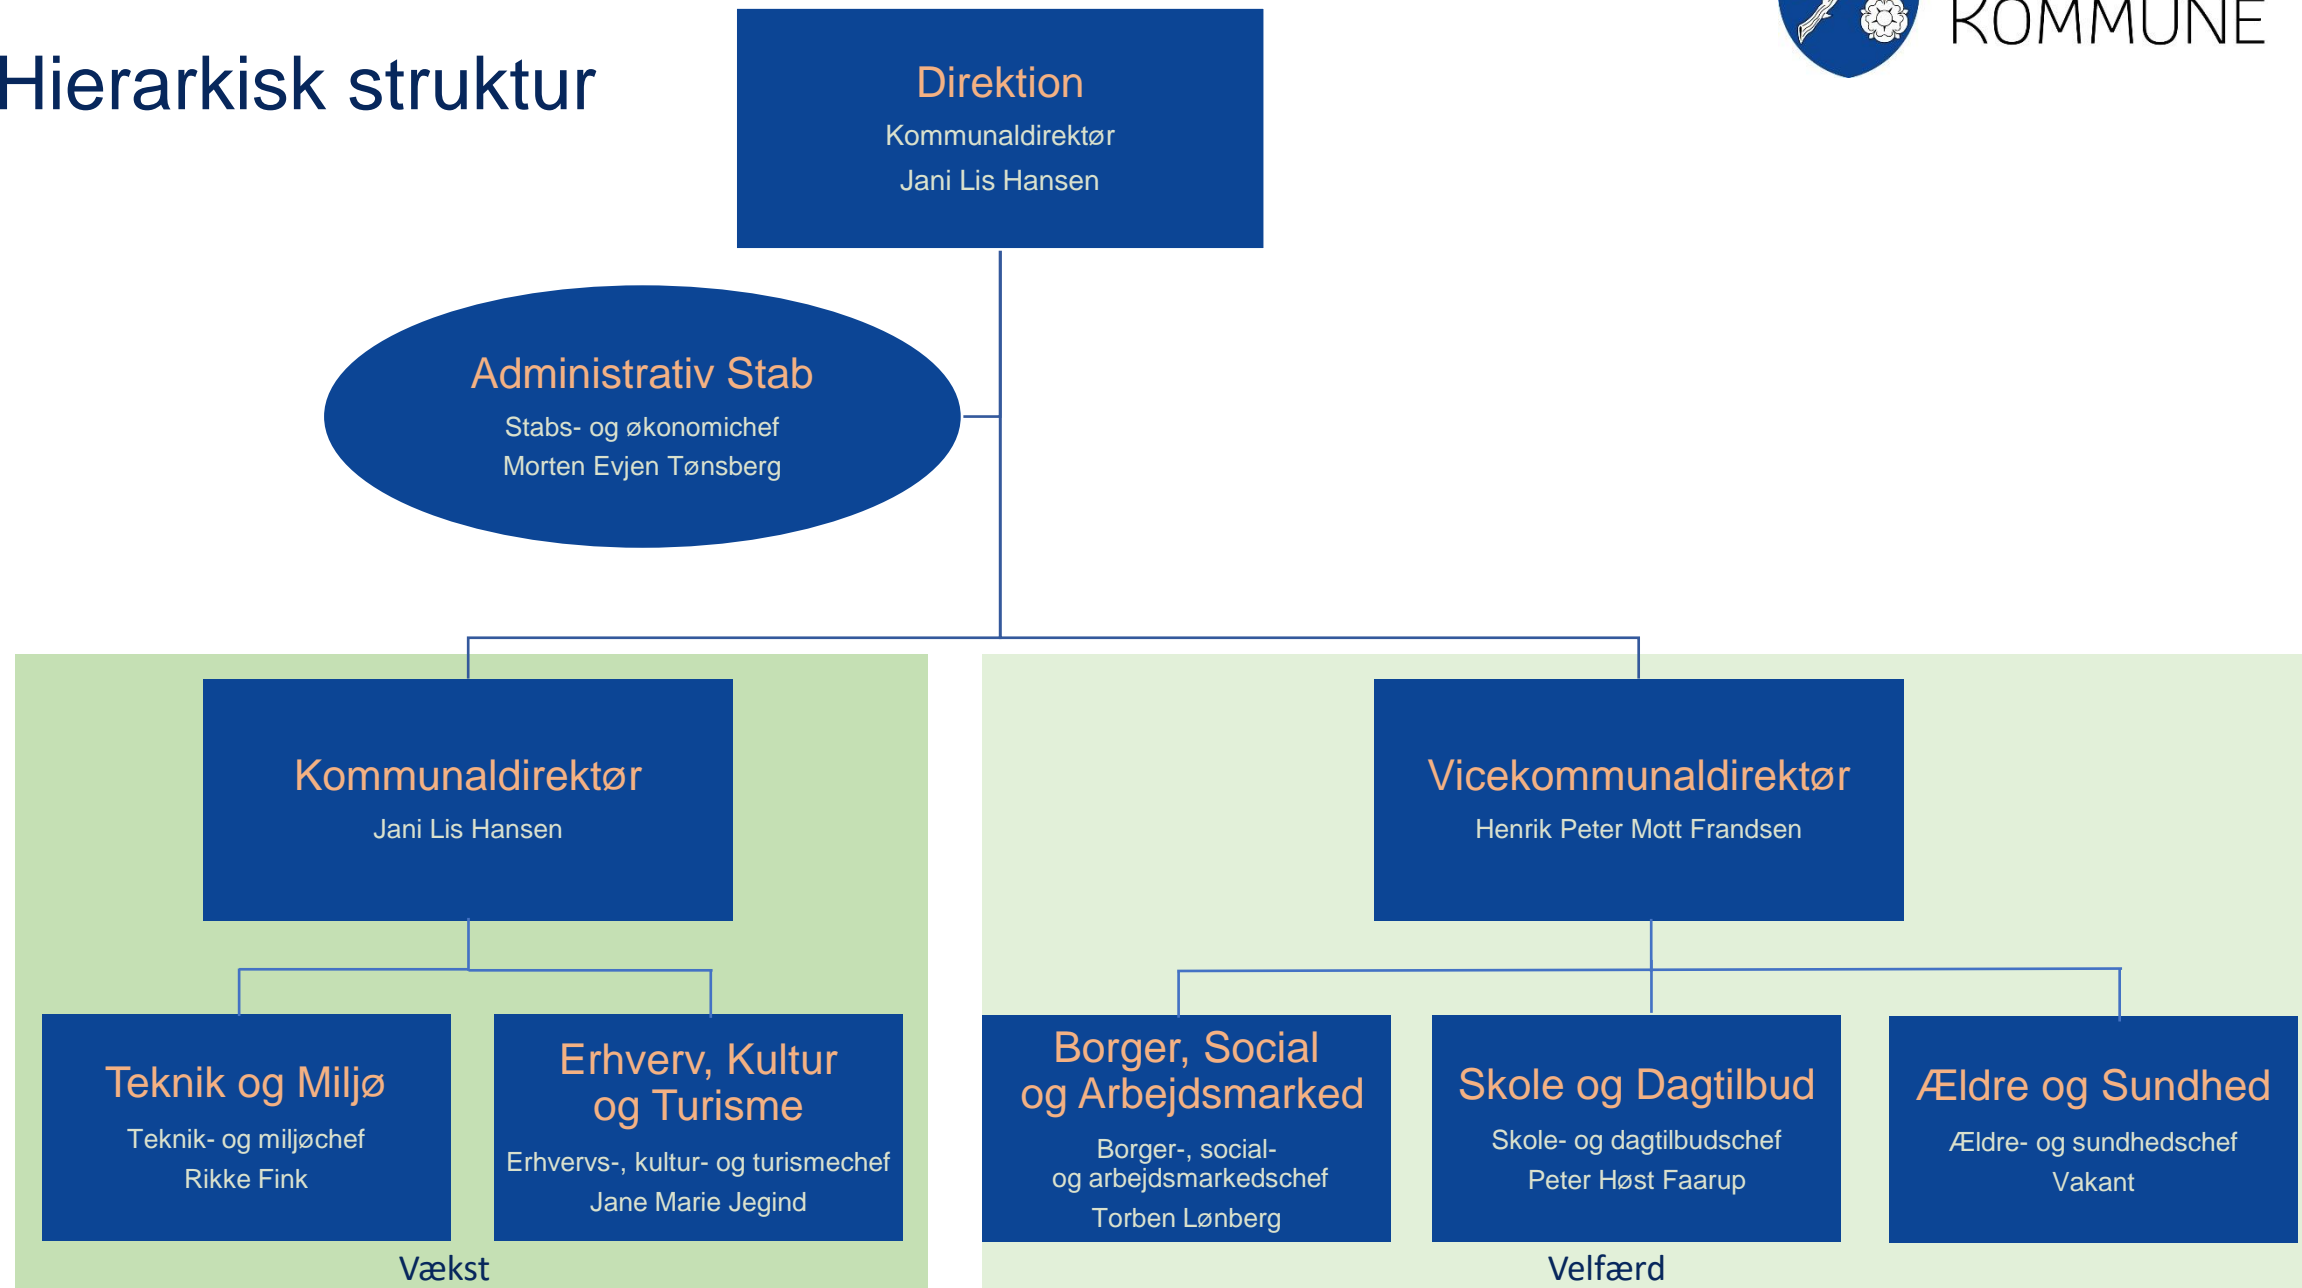 KOMMUNE
Hierarkisk struktur
Direktion
Kommunaldirektør
Jani Lis Hansen
Administrativ Stab
Stabs- og økonomichef
Morten Evjen Tønsberg
Kommunaldirektør
Jani Lis Hansen
Vicekommunaldirektør
Henrik Peter Mott Frandsen
Teknik og Miljø
Teknik- og miljøchef
Rikke Fink
Erhverv, Kultur
og Turisme
Erhvervs-, kultur- og turismechef
Jane Marie Jegind
Borger, Social
og Arbejdsmarked
Borger-, social-
og arbejdsmarkedschef
Torben Lønberg
Skole og Dagtilbud
Skole- og dagtilbudschef
Peter Høst Faarup
Ældre og Sundhed
Ældre- og sundhedschef
Vakant
Vækst
Velfærd